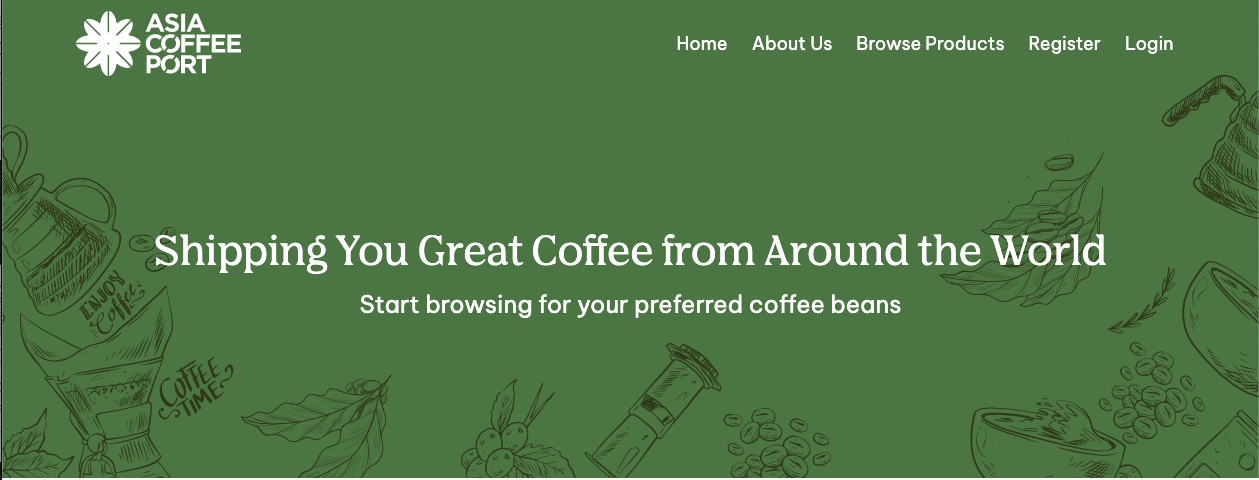 ASIA
COFFEE
PORT
Home About Us Browse Products Register Login
Shipping You Great Coffee from Around the World
Start browsing for your preferred coffee beans
ENJOY
Coffee
COFFEE
TIME